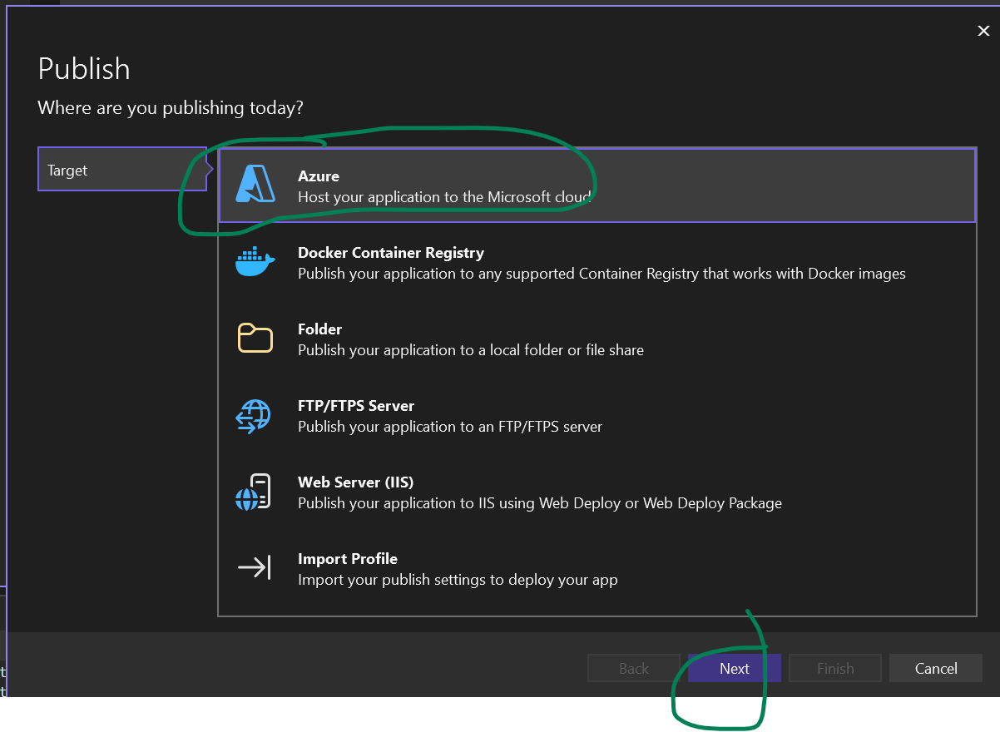 Publish
Where are you publishing today?
Target
Azure
Host your application to the Microsoft cloud
Docker Container Registry
Publish your application to any supported Container Registry that works with Docker images
Folder
Publish your application to a local folder or file share
FTP/FTPS Server
Publish your application to an FTP/FTPS server
Web Server (IIS)
Publish your application to IIS using Web Deploy or Web Deploy Package
Import Profile
Import your publish settings to deploy your app
Back
Next
Finish
Cancel